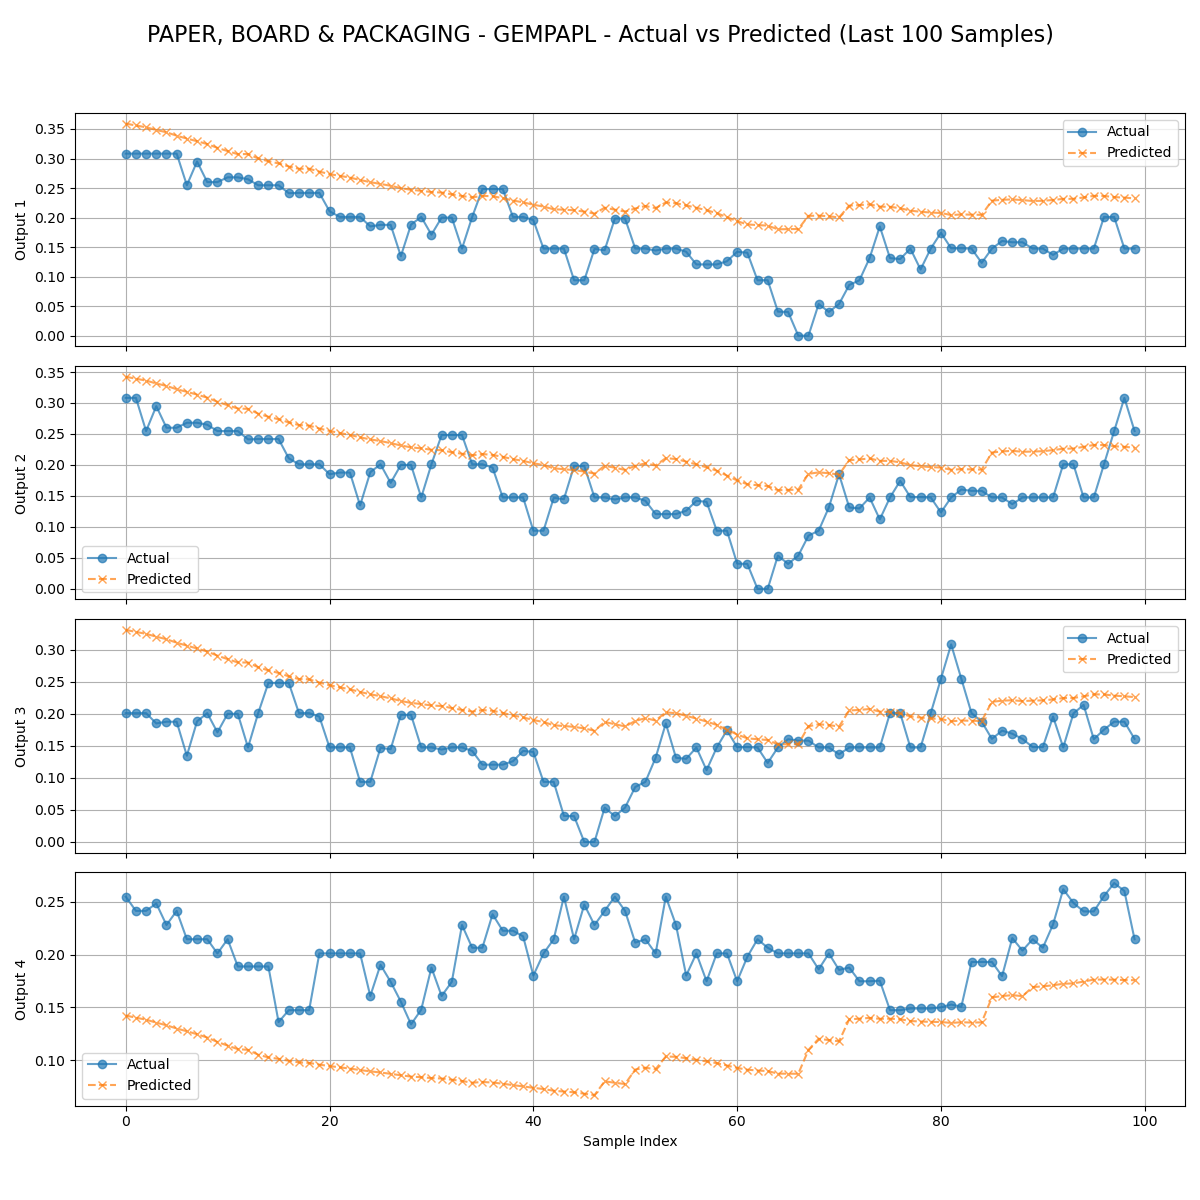 PAPER, BOARD & PACKAGING - GEMPAPL - Actual vs Predicted (Last 100 Samples)
0.35
0.30
0.25
0.20
0.15
0.10
0.05
0.00
Output 1
Actual
Predicted
0.35
0.30
0.25
0.20
0.15
0.10
0.05
0.00
Output 2
Actual
Predicted
0.30
0.25
0.20
0.15
0.10
0.05
0.00
Output 3
Actual
Predicted
0.25
0.20
0.15
0.10
Output 4
Actual
Predicted
0 20 40 60 80 100
Sample Index